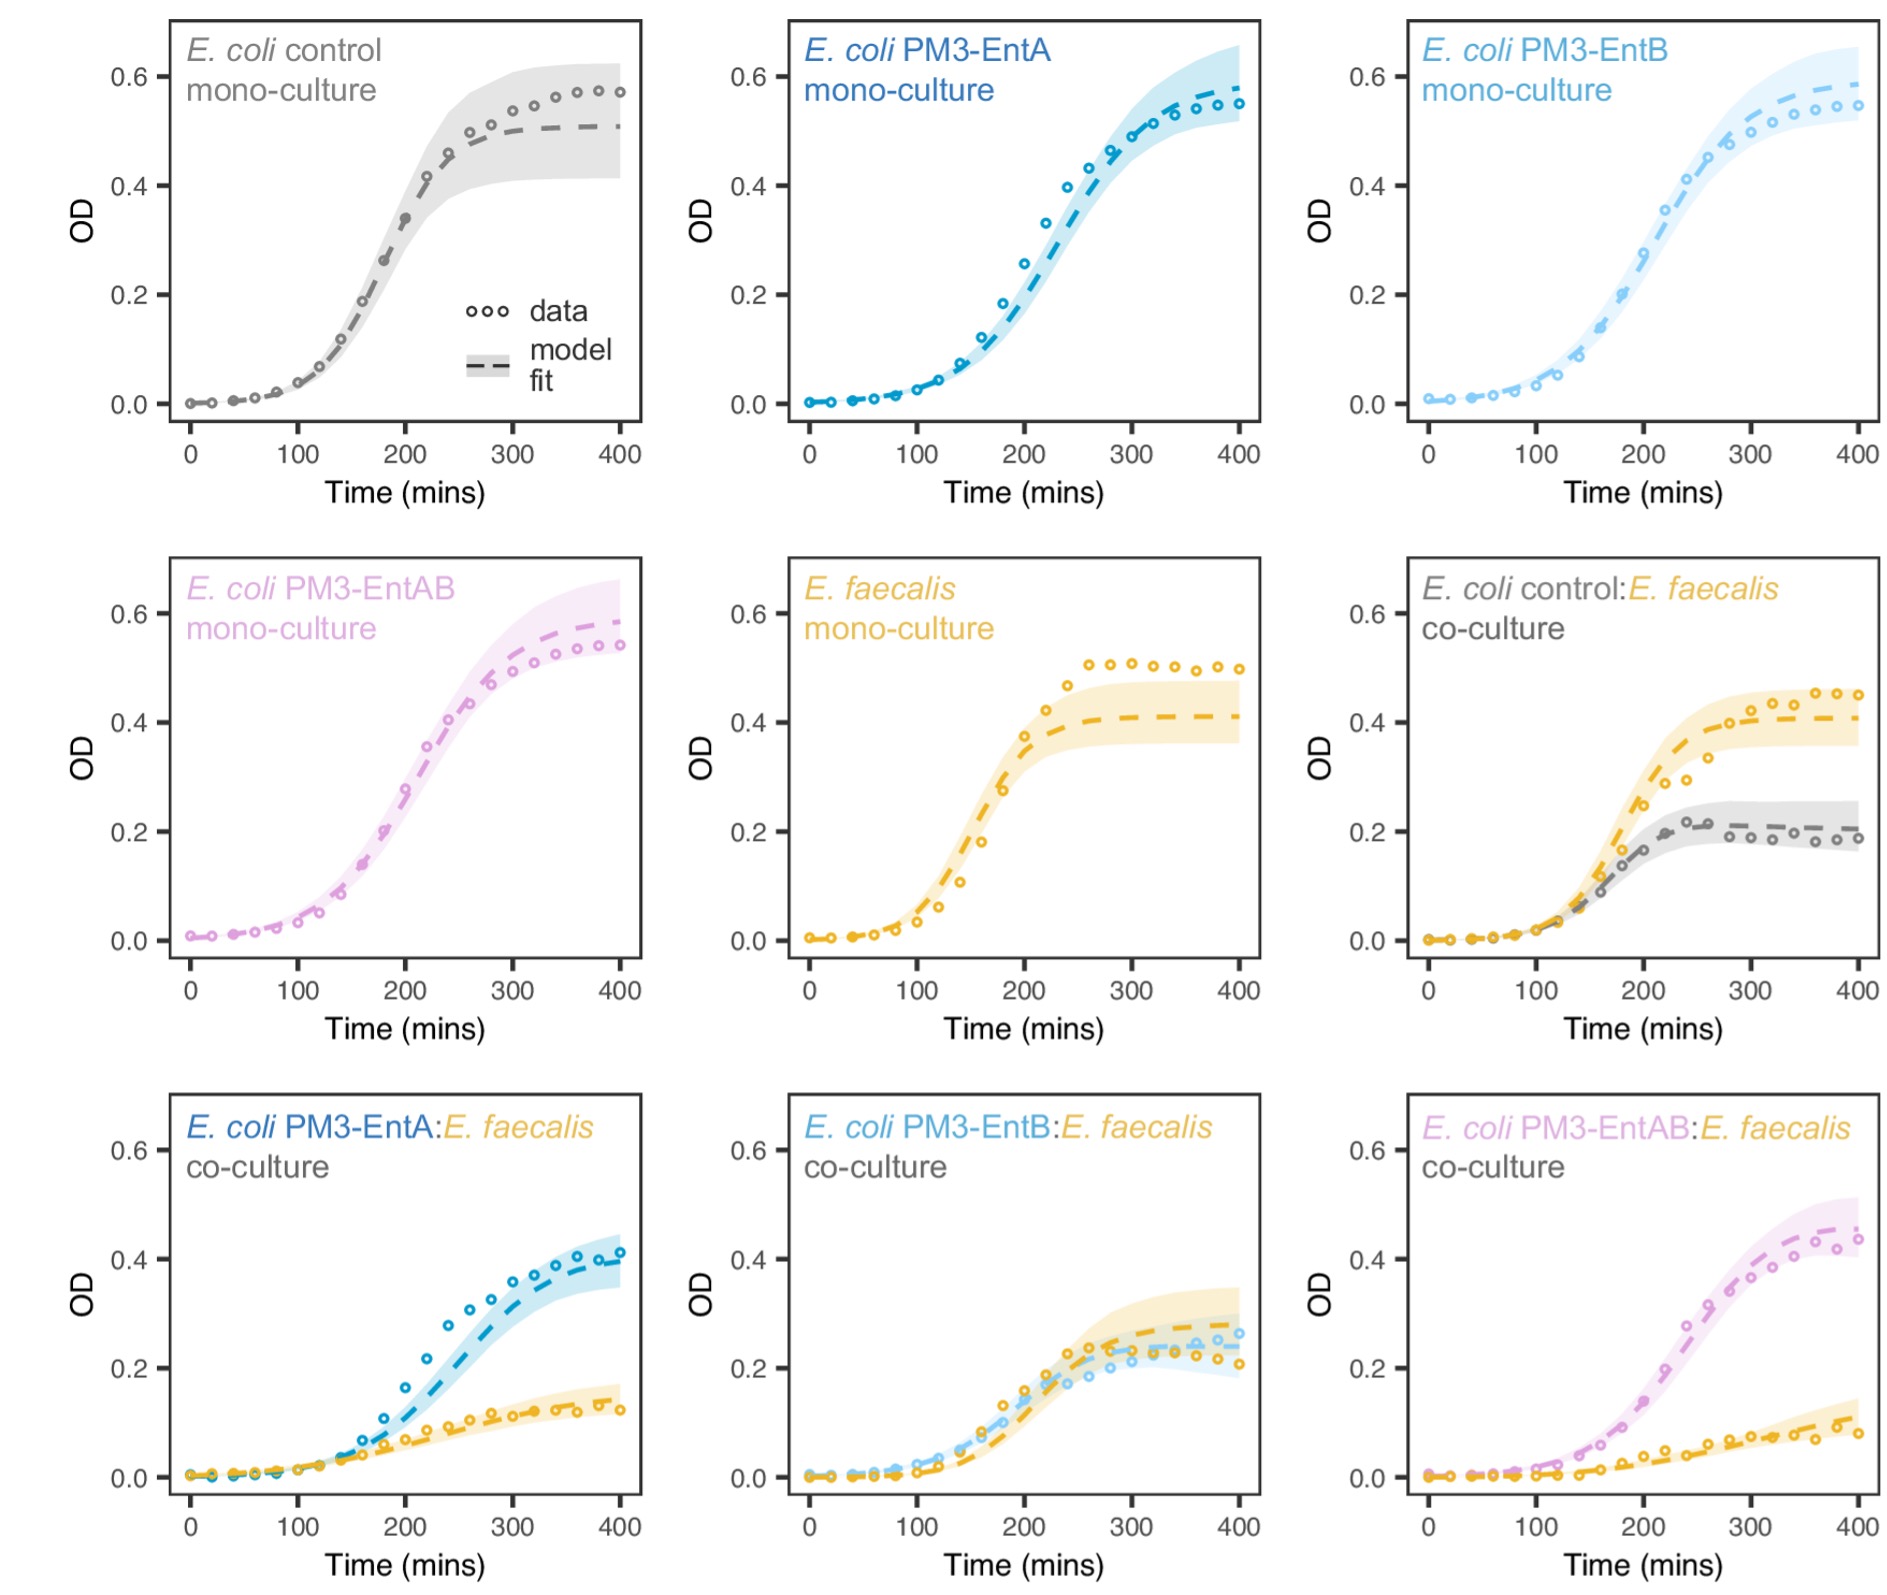 E. coli control
mono-culture
0.6
0.4
0.2
0.0
OD
data
model
fit
0 100 200 300 400
Time (mins)
E. coli PM3-EntA
mono-culture
0.6
0.4
0.2
0.0
OD
0 100 200 300 400
Time (mins)
E. coli PM3-EntB
mono-culture
0.6
0.4
0.2
0.0
OD
0 100 200 300 400
Time (mins)
E. coli PM3-EntAB
mono-culture
0.6
0.4
0.2
0.0
OD
0 100 200 300 400
Time (mins)
E. faecalis
mono-culture
0.6
0.4
0.2
0.0
OD
0 100 200 300 400
Time (mins)
E. coli control:E. faecalis
co-culture
0.6
0.4
0.2
0.0
OD
0 100 200 300 400
Time (mins)
E. coli PM3-EntA:E. faecalis
co-culture
0.6
0.4
0.2
0.0
OD
0 100 200 300 400
Time (mins)
E. coli PM3-EntB:E. faecalis
co-culture
0.6
0.4
0.2
0.0
OD
0 100 200 300 400
Time (mins)
E. coli PM3-EntAB:E. faecalis
co-culture
0.6
0.4
0.2
0.0
OD
0 100 200 300 400
Time (mins)